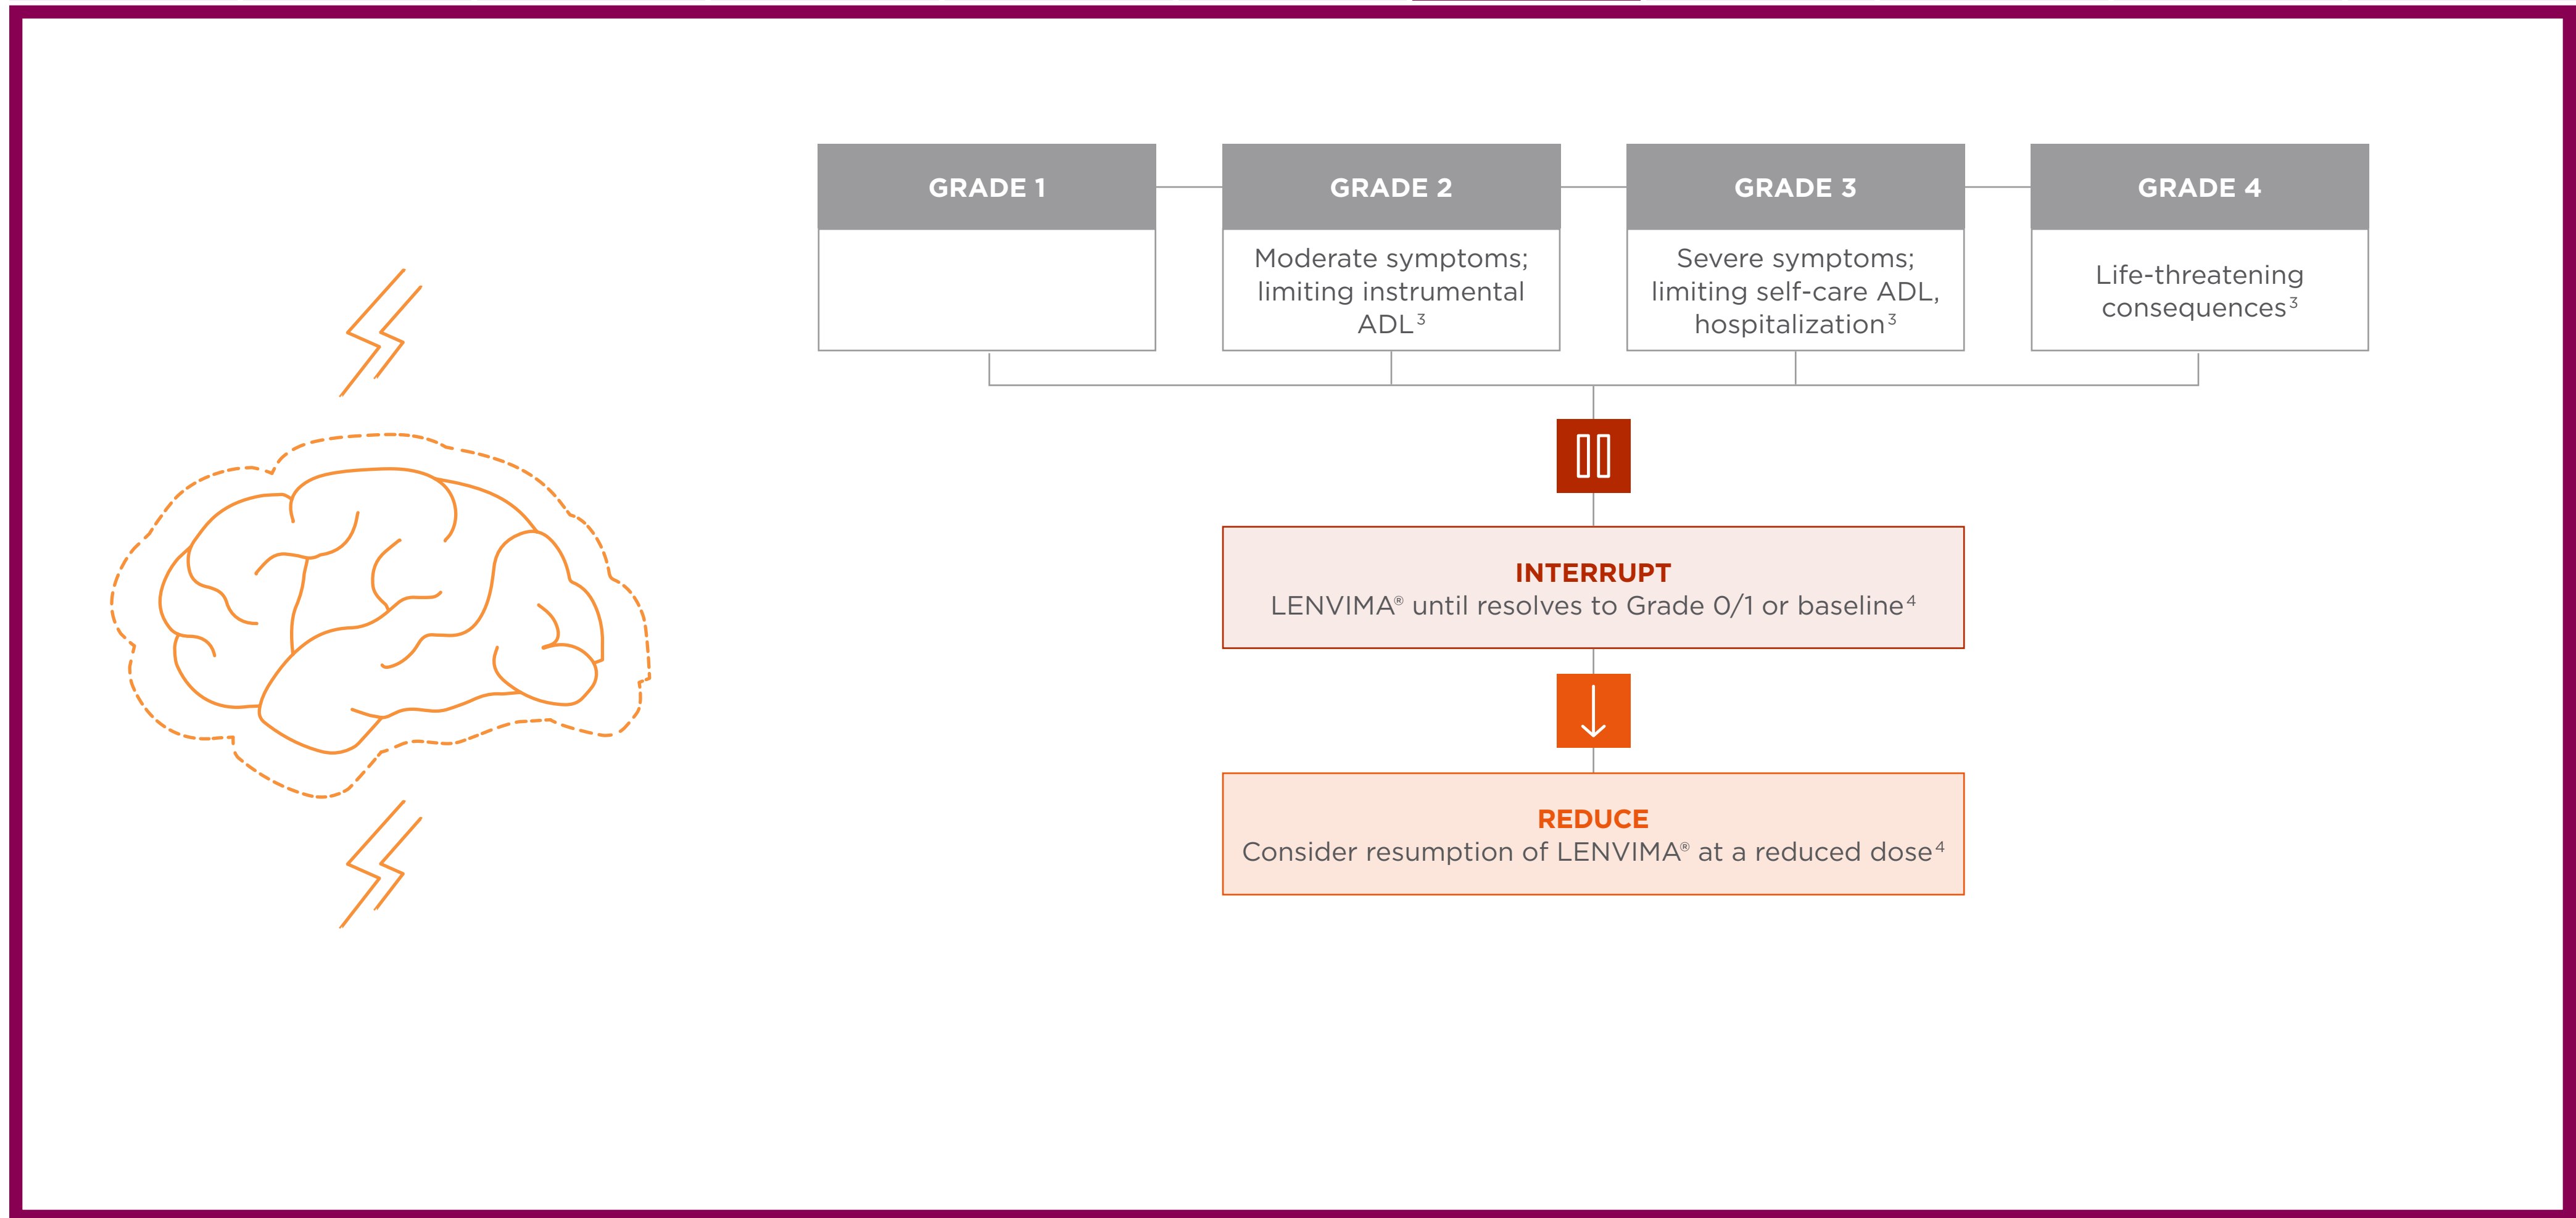 GRADE 1
GRADE 2
GRADE 3
GRADE 4
Moderate symptoms;
limiting instrumental
ADL³
Severe symptoms;
limiting self-care ADL,
hospitalization³
Life-threatening
consequences³
INTERRUPT
LENVIMA® until resolves to Grade 0/1 or baseline⁴
REDUCE
Consider resumption of LENVIMA® at a reduced dose⁴